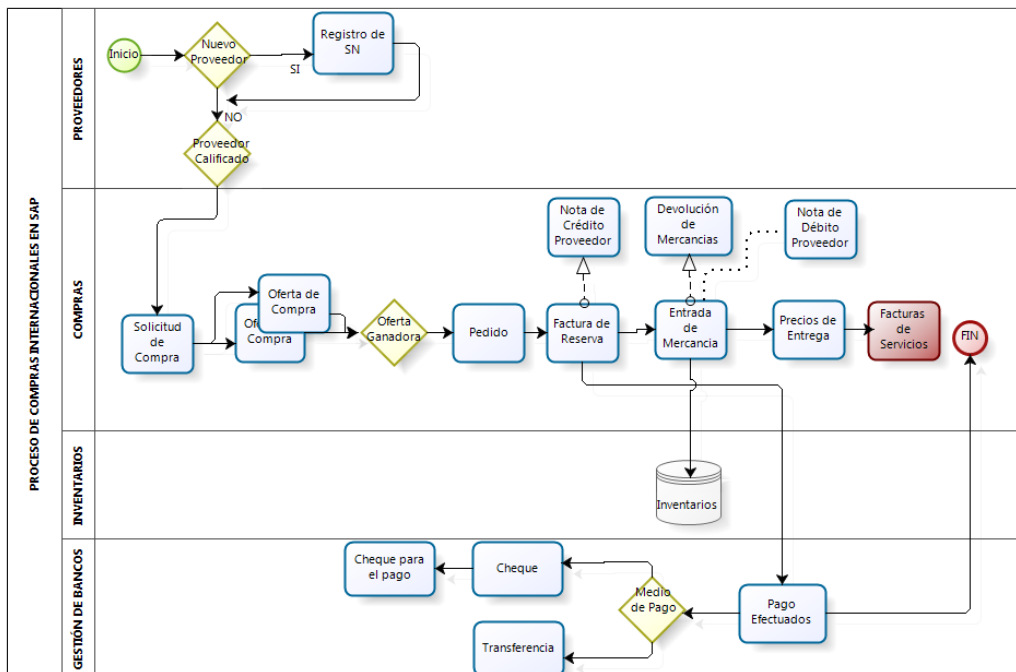 PROCESO DE COMPRAS INTERNACIONALES EN SAP
PROVEEDORES
Inicio
Nuevo
Proveedor
SI
Registro de
SN
NO
Proveedor
Calificado
COMPRAS
Solicitud
de
Compra
Oferta de
Compra
Compra
Oferta
Ganadora
Pedido
Nota de
Crédito
Proveedor
Factura de
Reserva
Devolución
de
Mercancias
Entrada
de
Mercancia
Nota de
Débito
Proveedor
Precios de
Entrega
Facturas
de
Servicios
FIN
INVENTARIOS
Inventarios
GESTIÓN DE BANCOS
Cheque para
el pago
Cheque
Medio
de Pago
Transferencia
Pago
Efectuados